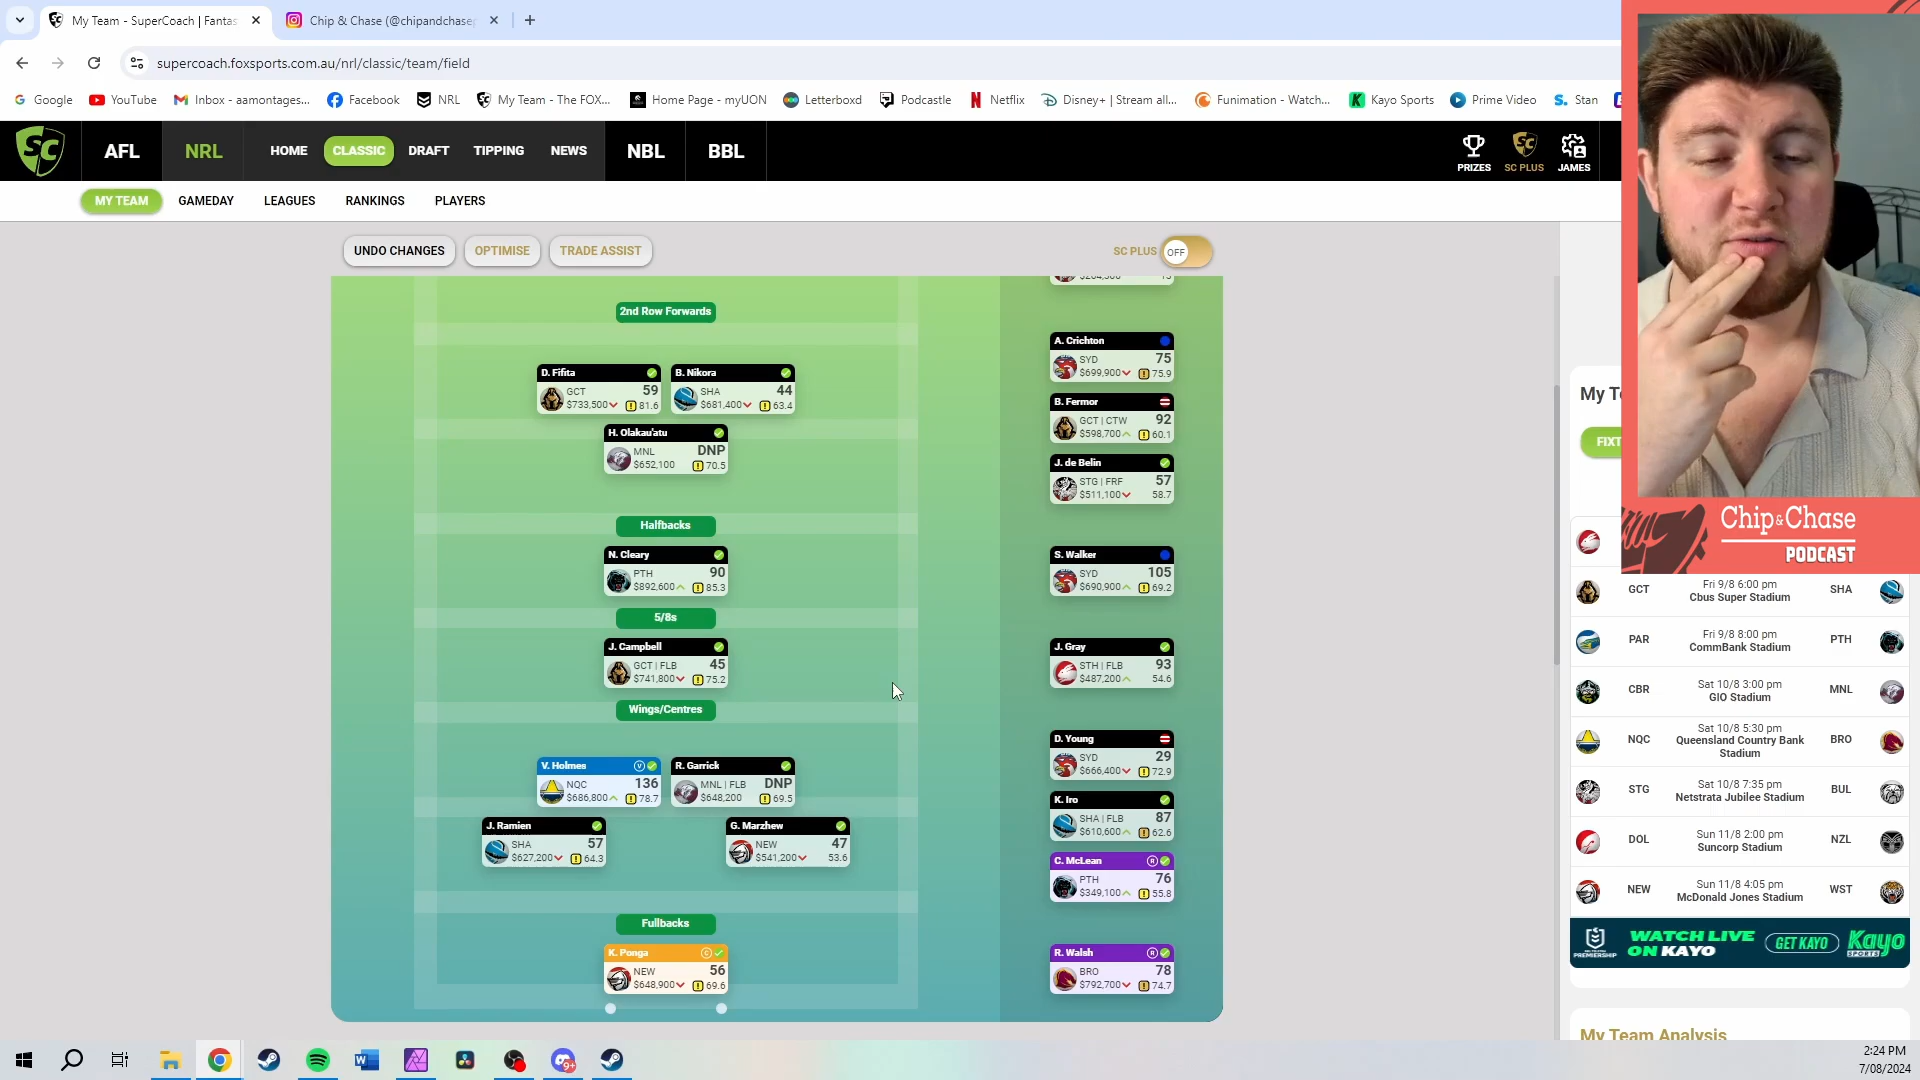 My Team - SuperCoach | Fantas
Chip & Chase (@chipandchasep
supercoach.foxsports.com.au/nrl/classic/team/field
Google
YouTube
Inbox - aamontages...
Facebook
NRL
My Team - The FOX...
Home Page - myUON
Letterboxd
Podcastle
Netflix
Disney+ | Stream all...
Funimation - Watch...
Kayo Sports
Prime Video
Stan
SC
AFL
NRL
HOME
CLASSIC
DRAFT
TIPPING
NEWS
NBL
BBL
PRIZES
SC PLUS
JAMES
MY TEAM
GAMEDAY
LEAGUES
RANKINGS
PLAYERS
UNDO CHANGES
OPTIMISE
TRADE ASSIST
SC PLUS
OFF
2nd Row Forwards
D. Fifita
GCT 59
$733,500 81.6
B. Nikora
SHA 44
$681,400 63.4
H. Olakau'atu
MNL DNP
$652,100 70.5
Halfbacks
N. Cleary
PTH 90
$892,600 85.3
5/8s
J. Campbell
GCT | FLB 45
$741,800 75.2
Wings/Centres
V. Holmes V
NQC 136
$686,800 78.7
R. Garrick
MNL | FLB DNP
$648,200 69.5
J. Ramien
SHA 57
$627,200 64.3
G. Marzhew
NEW 47
$541,200 53.6
Fullbacks
K. Ponga C
NEW 56
$648,900 69.6
A. Crichton
SYD 75
$699,900 75.9
B. Fermor
GCT | CTW 92
$598,700 60.1
J. de Belin
STG | FRF 57
$511,100 58.7
S. Walker
SYD 105
$690,900 69.2
J. Gray
STH | FLB 93
$487,200 54.6
D. Young
SYD 29
$666,400 72.9
K. Iro
SHA | FLB 87
$610,600 62.6
C. McLean R
PTH 76
$349,100 55.8
R. Walsh R
BRO 78
$792,700 74.7
My T
FIXT
Chip & Chase
PODCAST
GCT
Fri 9/8 6:00 pm
Cbus Super Stadium
SHA
PAR
Fri 9/8 8:00 pm
CommBank Stadium
PTH
CBR
Sat 10/8 3:00 pm
GIO Stadium
MNL
NQC
Sat 10/8 5:30 pm
Queensland Country Bank
Stadium
BRO
STG
Sat 10/8 7:35 pm
Netstrata Jubilee Stadium
BUL
DOL
Sun 11/8 2:00 pm
Suncorp Stadium
NZL
NEW
Sun 11/8 4:05 pm
McDonald Jones Stadium
WST
WATCH LIVE
ON KAYO
GET KAYO
Kayo
SPORTS
My Team Analysis
9+
2:24 PM
7/08/2024